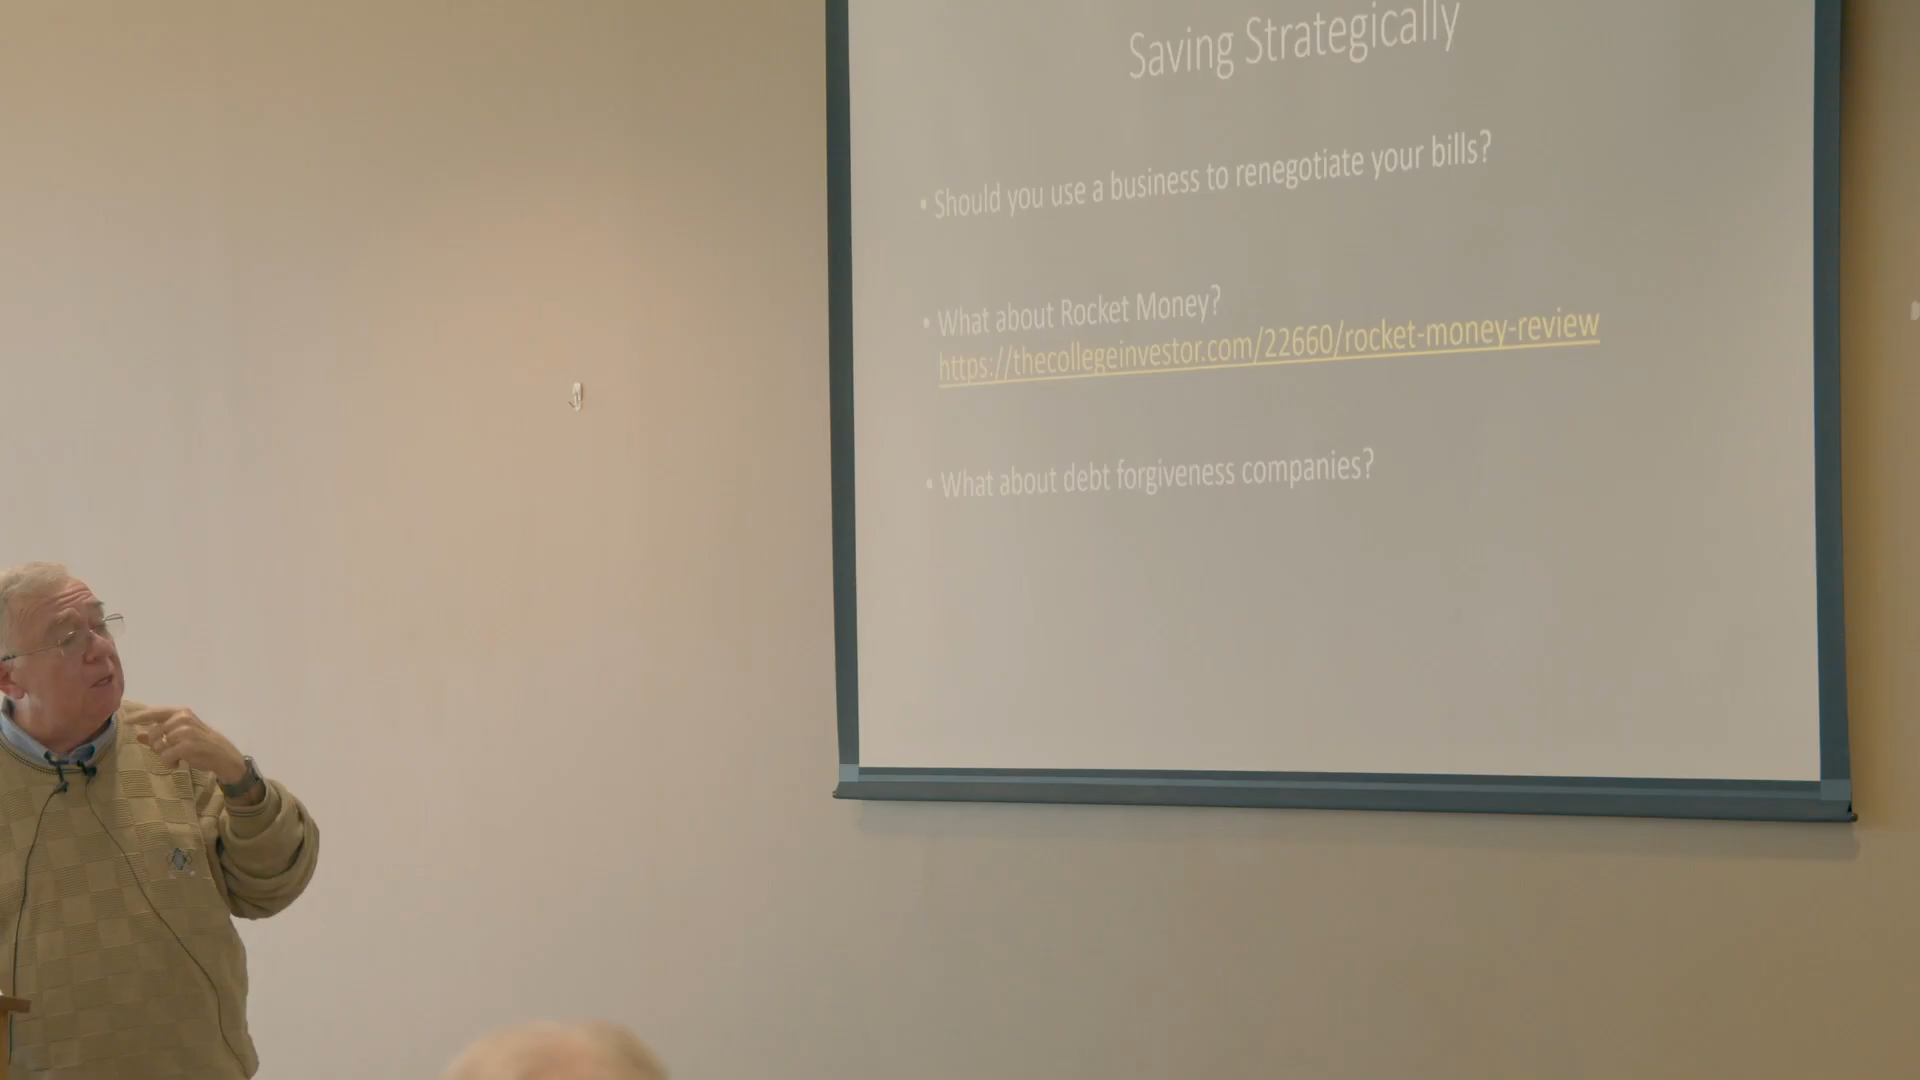 Saving Strategically
• Should you use a business to renegotiate your bills?
• What about Rocket Money?
https://thecollegeinvestor.com/22660/rocket-money-review
• What about debt forgiveness companies?